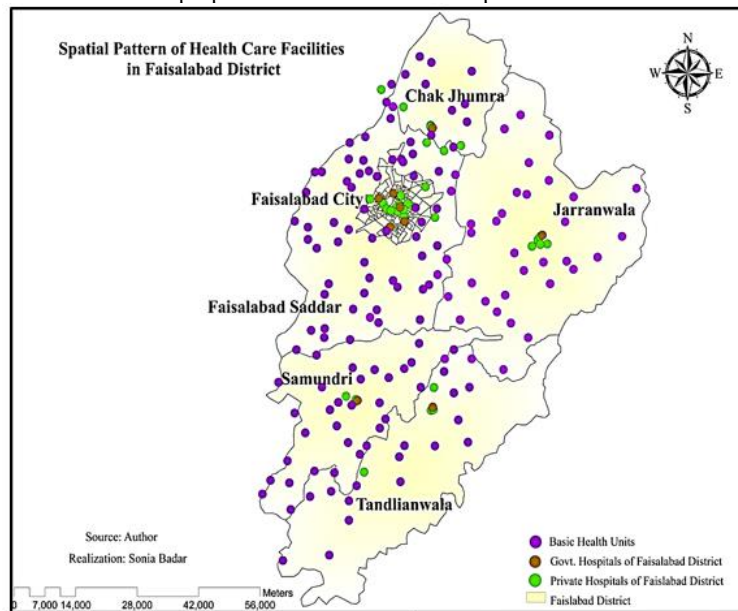 Spatial Pattern of Health Care Facilities
in Faisalabad District
N
W E
S
Chak Jhumra
Faisalabad City
Jarranwala
Faisalabad Saddar
Samundri
Tandlianwala
Source: Author
Realization: Sonia Badar
Basic Health Units
Govt. Hospitals of Faisalabad District
Private Hospitals of Faislabad District
Faislabad District
Meters
0 7,000 14,000 28,000 42,000 56,000